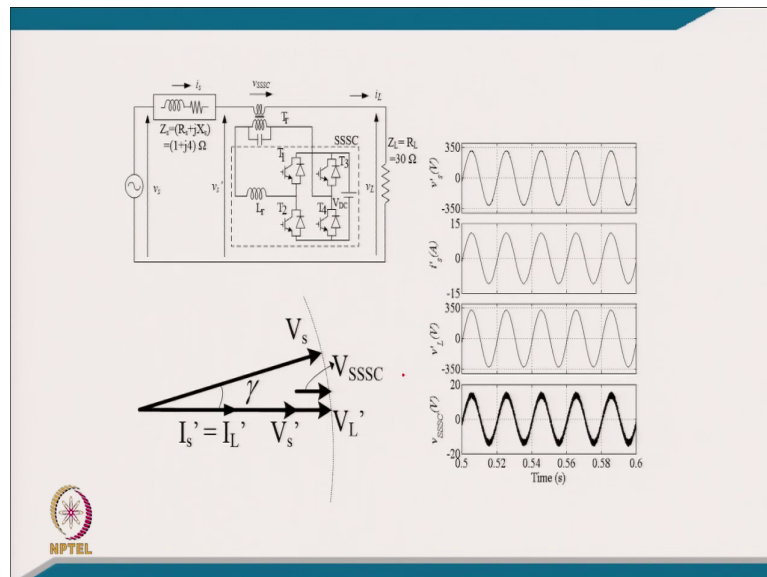 i_s
v_SSSC
i_L
Z_s=(R_s+jX_s)
=(1+j4) Ω
T_r
SSSC
Z_L= R_L
=30 Ω
T_1
T_3
v_s
v_s'
v_L
V_DC
L_r
T_2
T_4
V_s
V_SSSC
γ
I_s' = I_L'
V_s'
V_L'
350
0
-350
v'_s(V)
15
0
-15
i'_s(A)
350
0
-350
v'_L(V)
20
0
-20
v_SSSC(V)
0.5
0.52
0.54
0.56
0.58
0.6
Time (s)
NPTEL